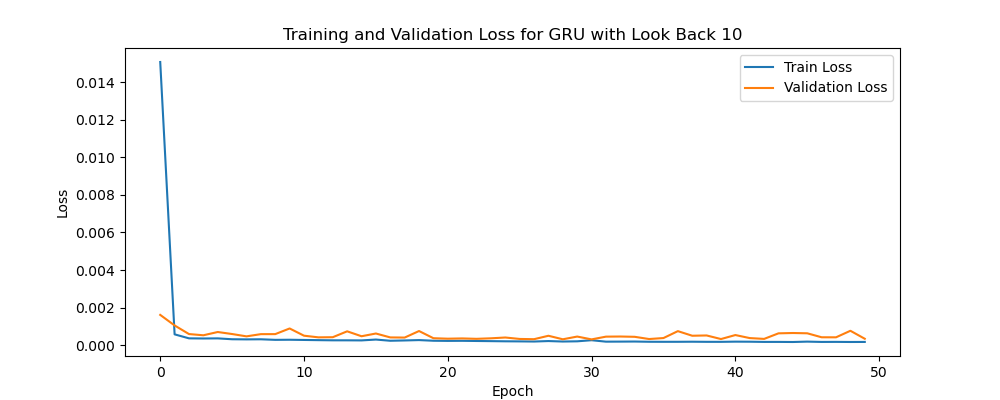 Training and Validation Loss for GRU with Look Back 10
Train Loss
Validation Loss
0.014
0.012
0.010
0.008
0.006
0.004
0.002
0.000
Loss
0 10 20 30 40 50
Epoch